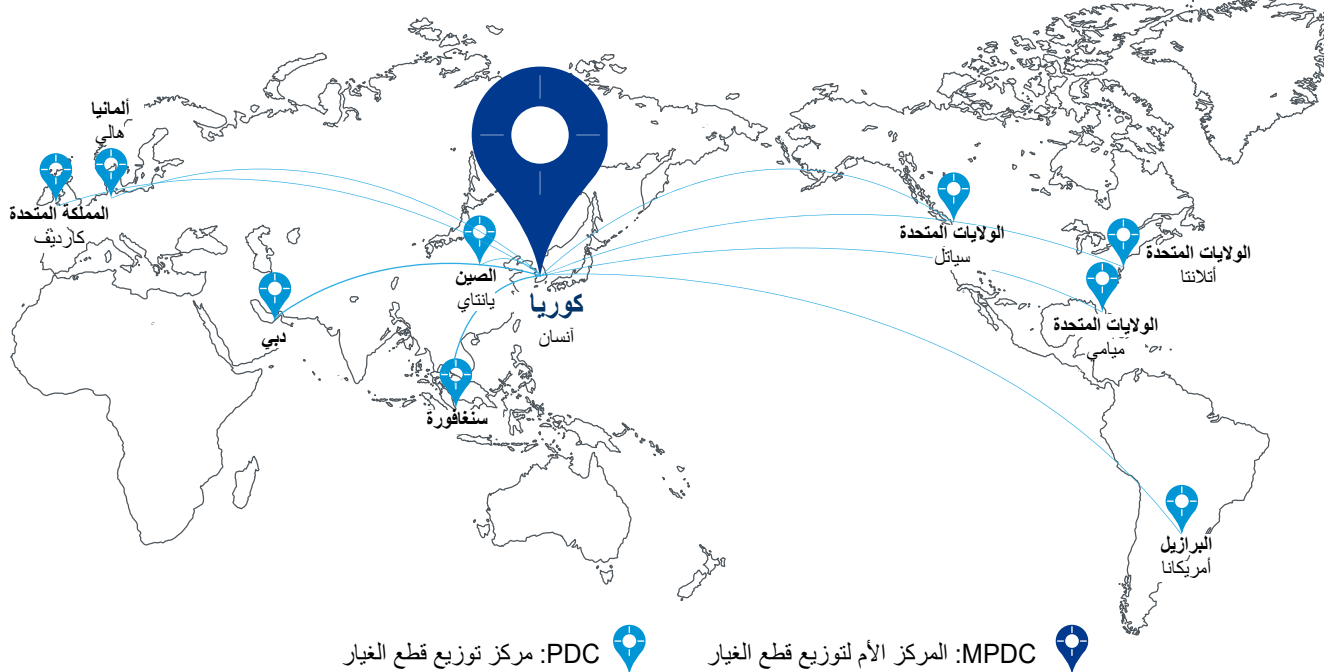 ألمانيا
هالي
المملكة المتحدة
كارديف
الولايات المتحدة
سياتل
الولايات المتحدة
أتلانتا
الصين
يانتاي
كوريا
آنسان
دبي
الولايات المتحدة
ميامي
سنغافورة
البرازيل
أمريكانا
MPDC: المركز الأم لتوزيع قطع الغيار
PDC: مركز توزيع قطع الغيار